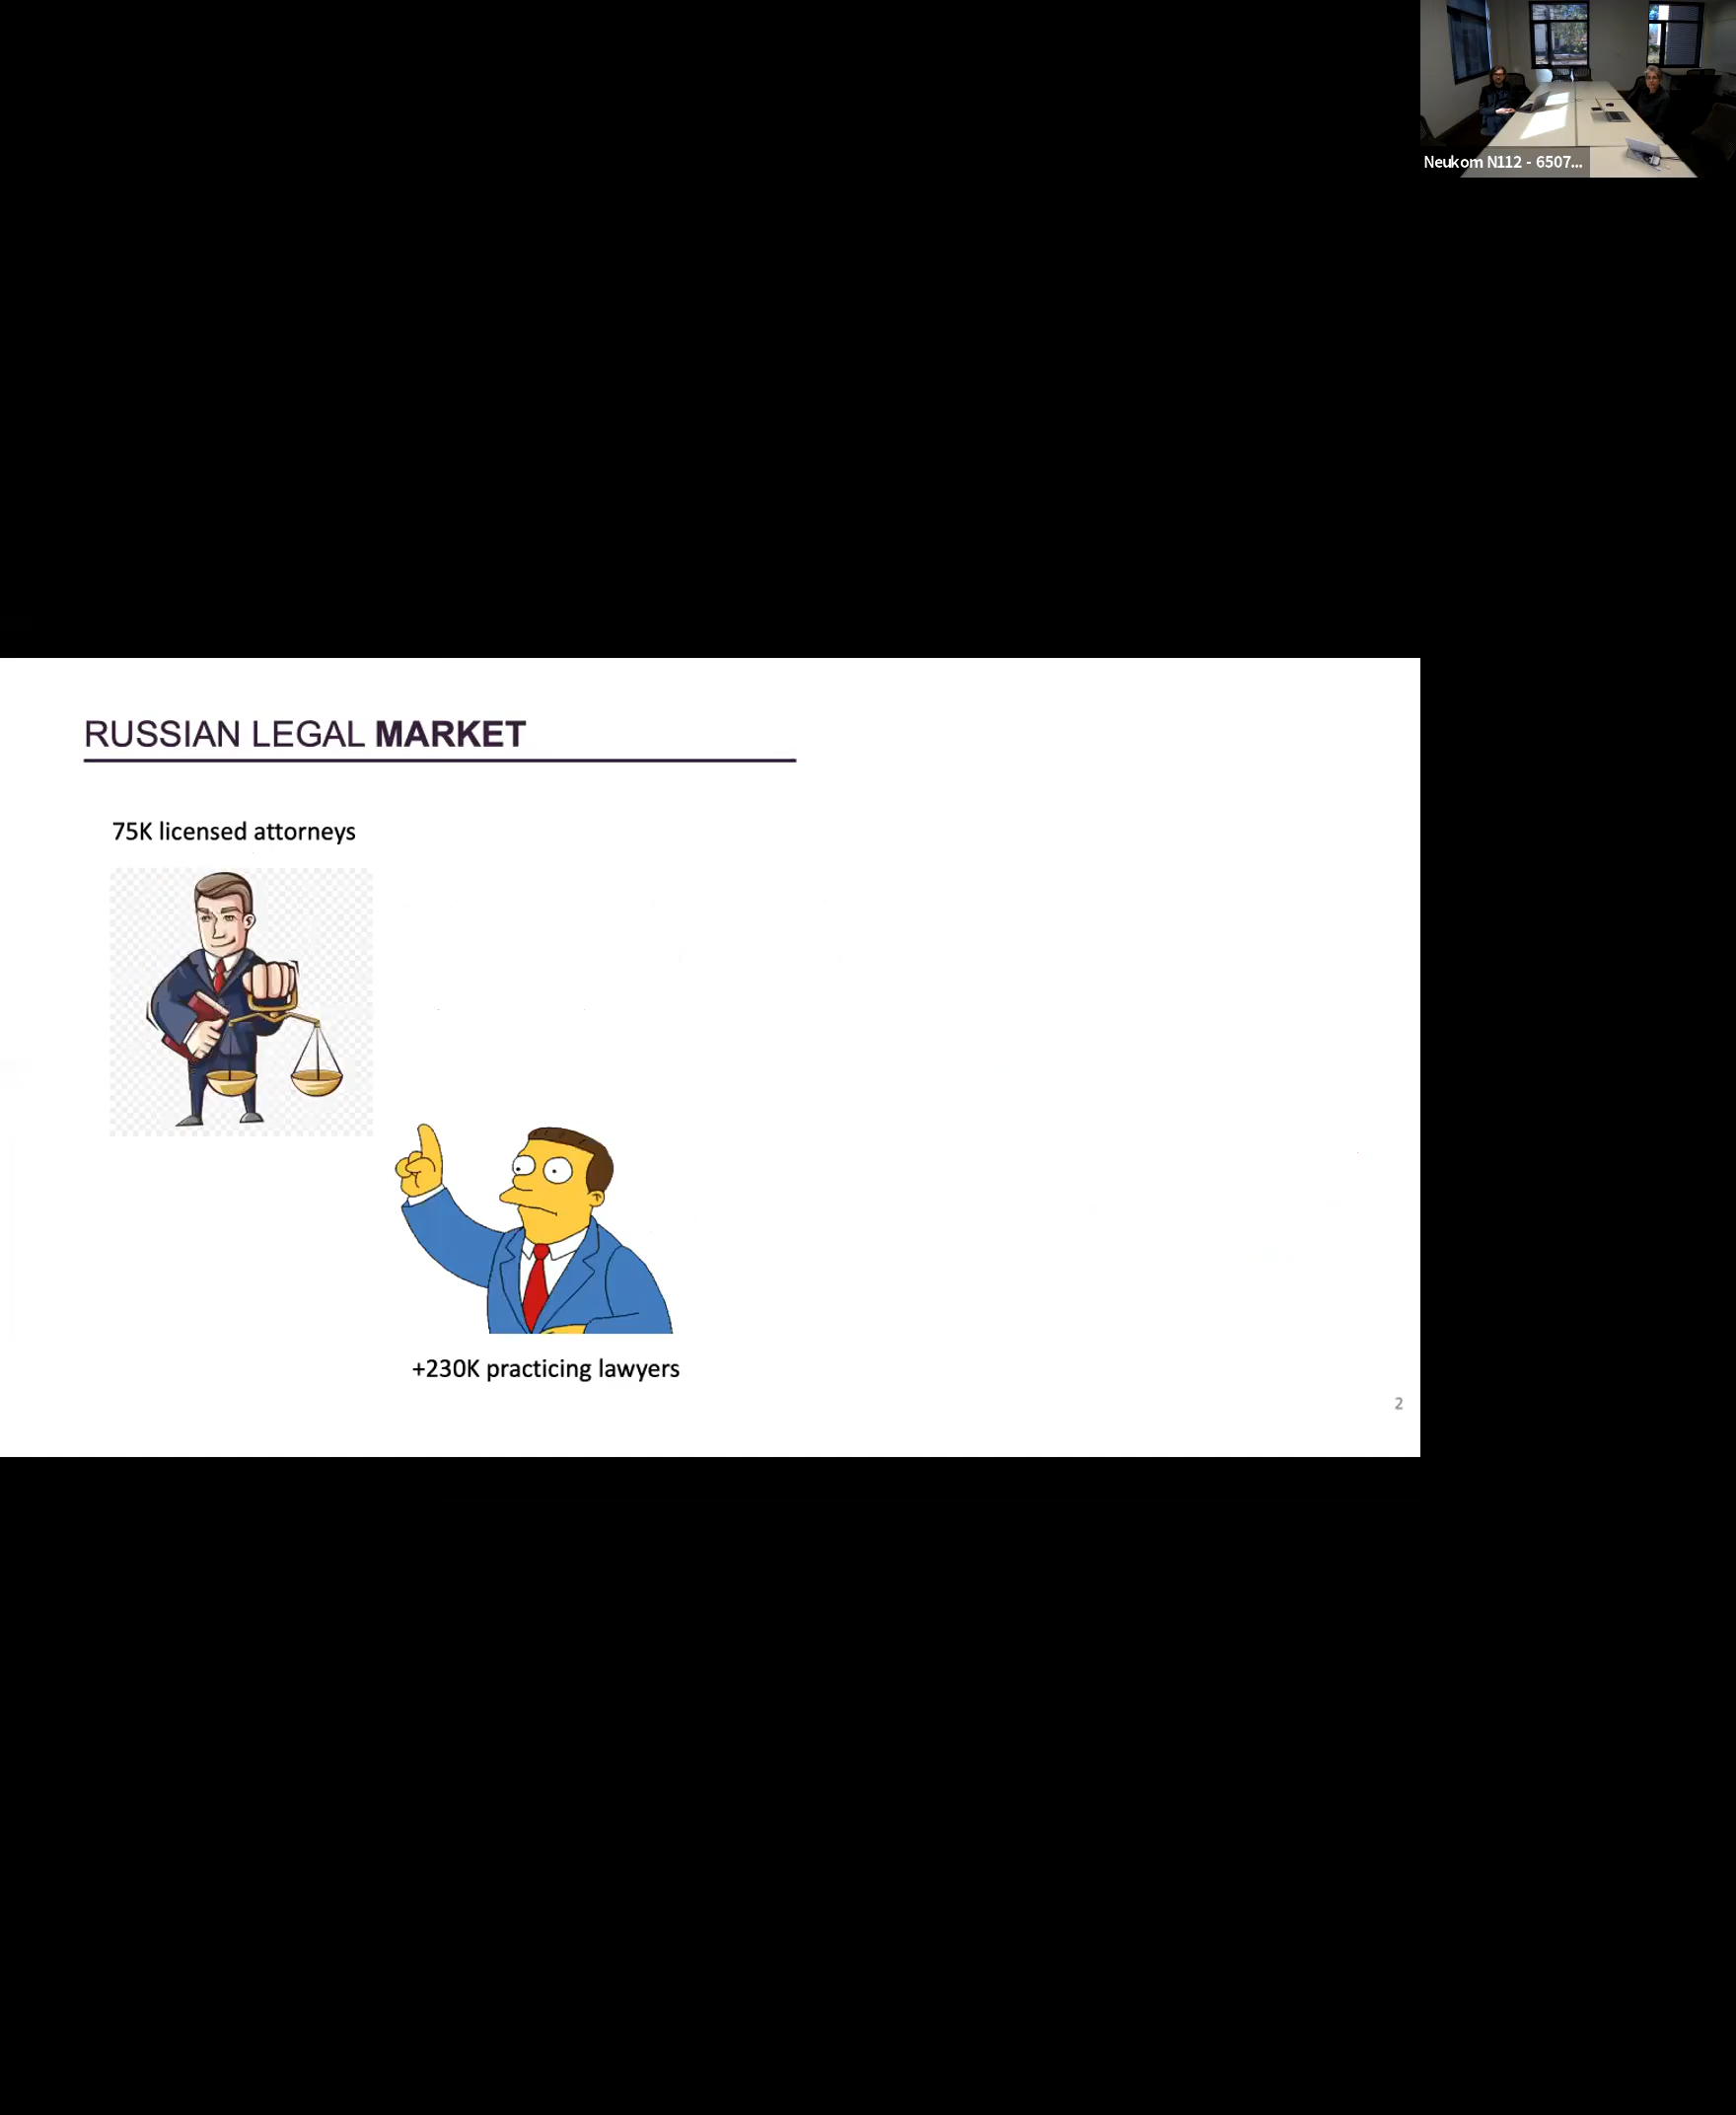 Neukom N112 - 6507...
RUSSIAN LEGAL MARKET
75K licensed attorneys
+230K practicing lawyers
2